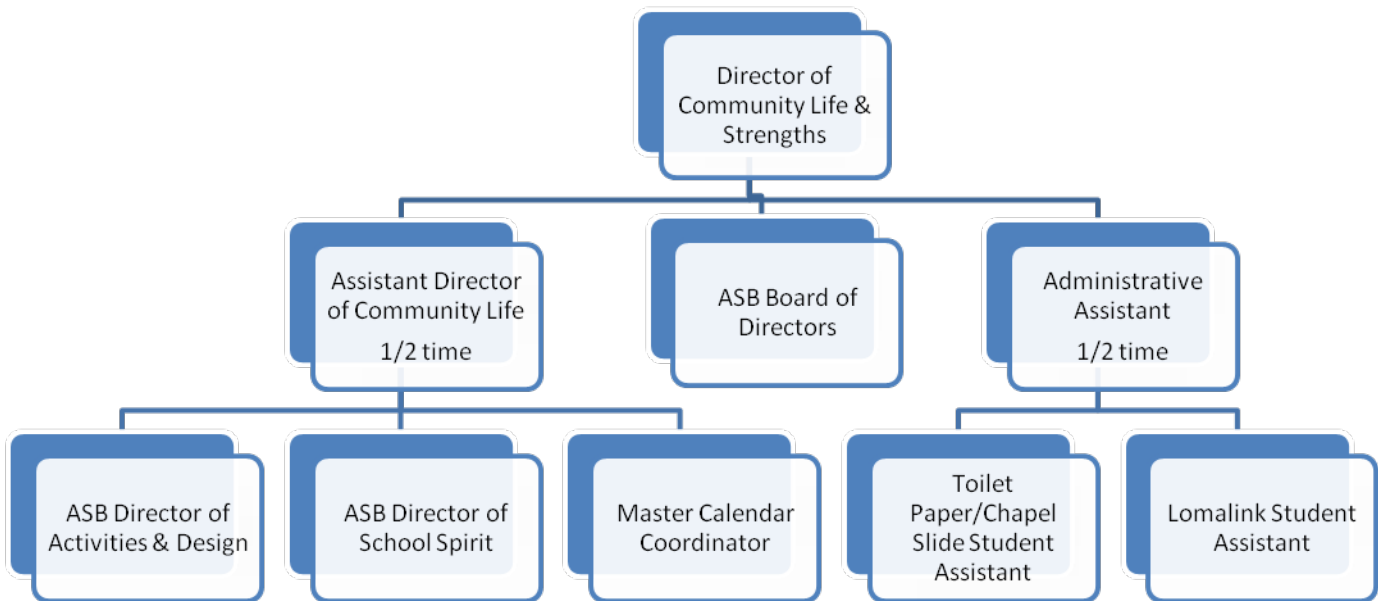 Director of
Community Life &
Strengths
Assistant Director
of Community Life
1/2 time
ASB Board of
Directors
Administrative
Assistant
1/2 time
ASB Director of
Activities & Design
ASB Director of
School Spirit
Master Calendar
Coordinator
Toilet
Paper/Chapel
Slide Student
Assistant
Lomalink Student
Assistant